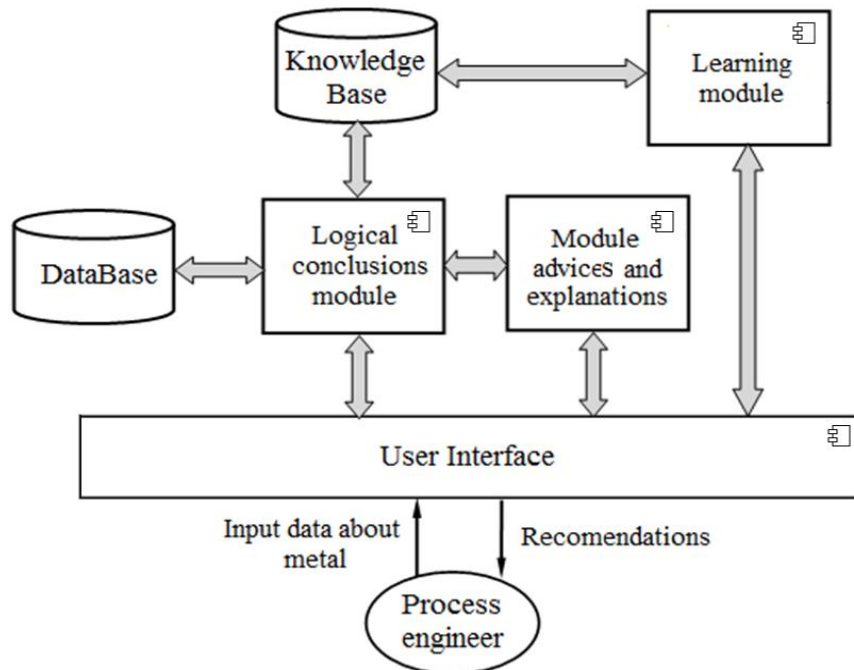 Knowledge
Base
Learning
module
DataBase
Logical
conclusions
module
Module
advices and
explanations
User Interface
Input data about
metal
Recomendations
Process
engineer